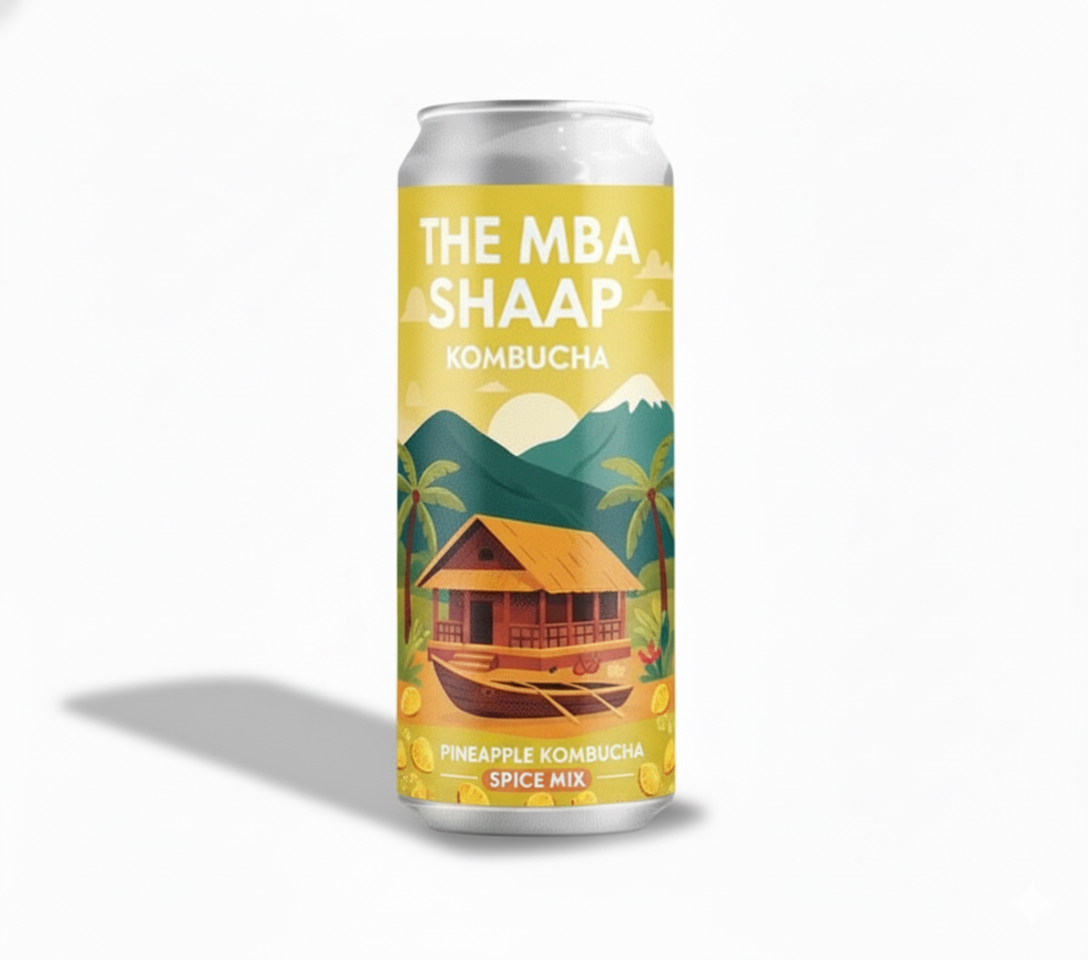 THE MBA
SHAAP
KOMBUCHA
PINEAPPLE KOMBUCHA
SPICE MIX